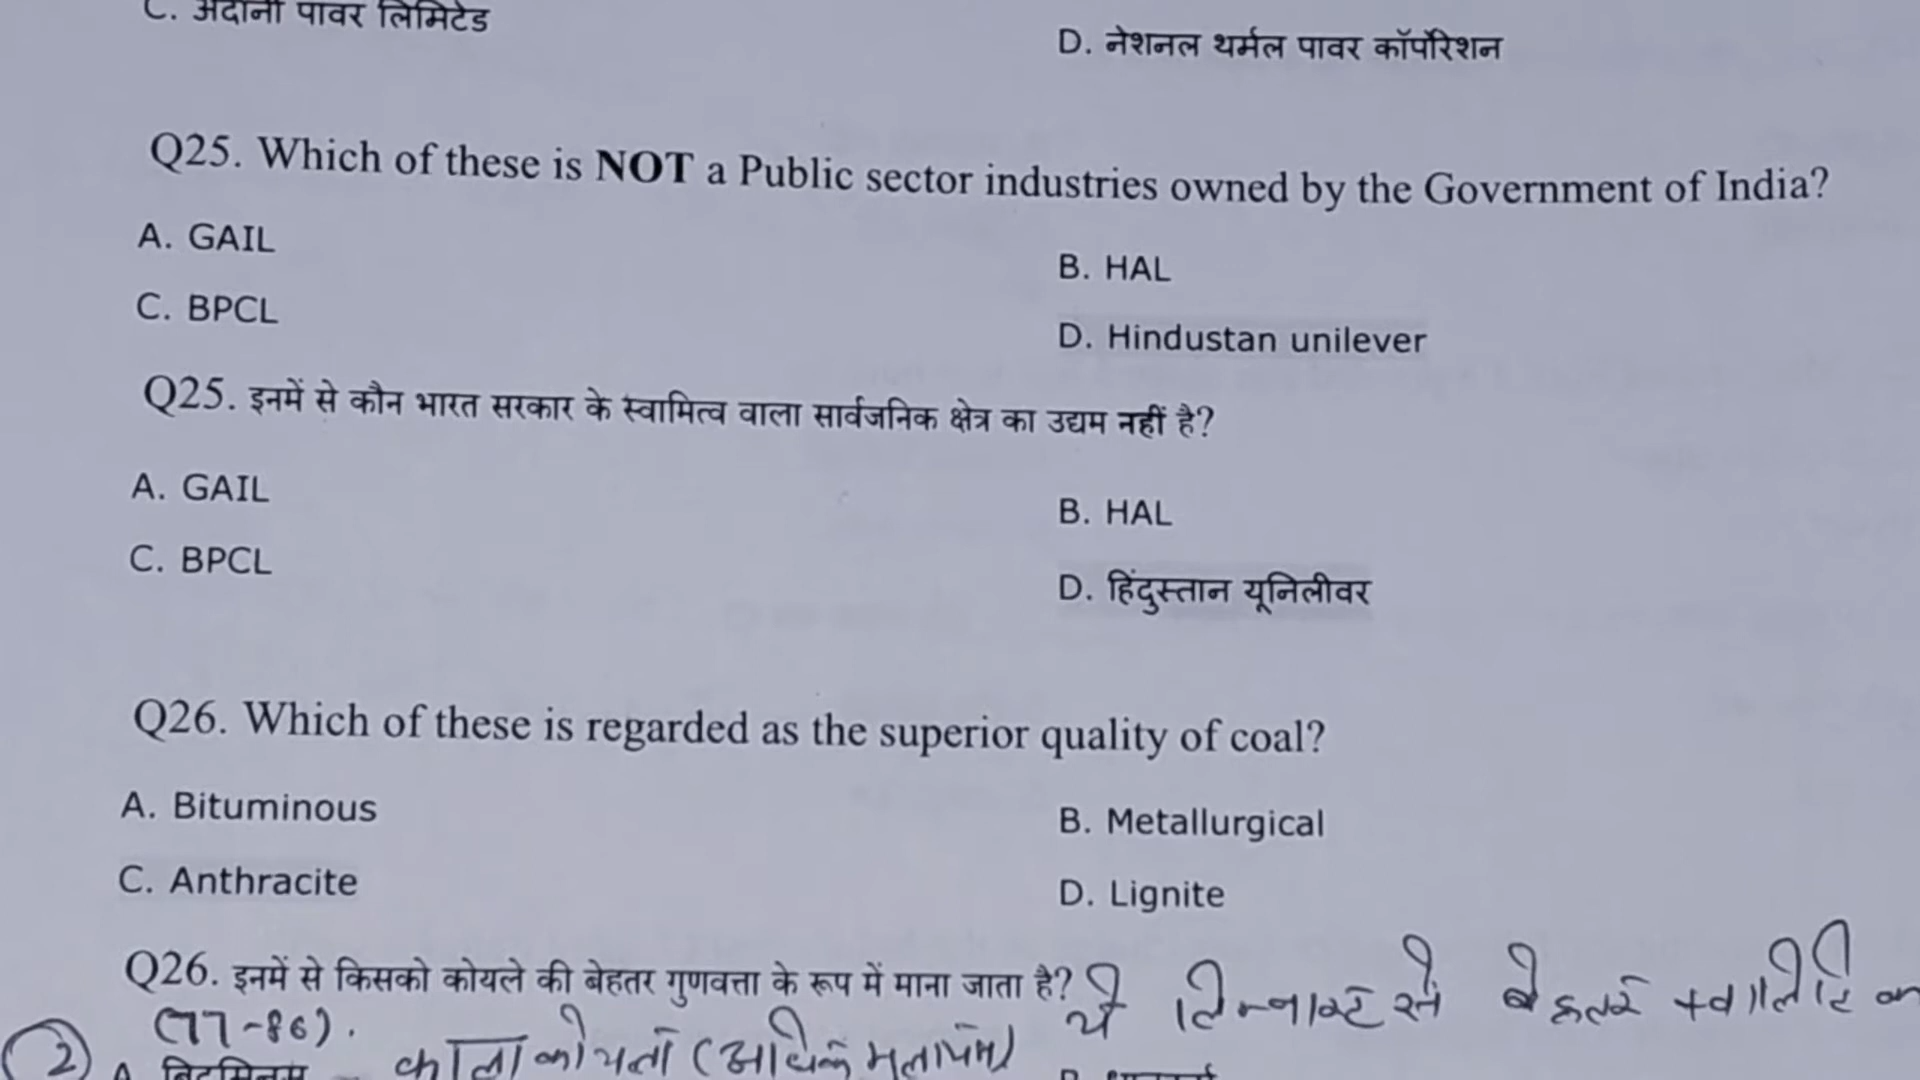 C. अदानी पावर लिमिटेड
D. नेशनल थर्मल पावर कॉर्पोरेशन
Q25. Which of these is NOT a Public sector industries owned by the Government of India?
A. GAIL
B. HAL
C. BPCL
D. Hindustan unilever
Q25. इनमें से कौन भारत सरकार के स्वामित्व वाला सार्वजनिक क्षेत्र का उद्यम नहीं है?
A. GAIL
B. HAL
C. BPCL
D. हिंदुस्तान यूनिलीवर
Q26. Which of these is regarded as the superior quality of coal?
A. Bituminous
B. Metallurgical
C. Anthracite
D. Lignite
Q26. इनमें से किसको कोयले की बेहतर गुणवत्ता के रूप में माना जाता है?
ये लिग्नाइट से
(77-86).
2 A. बिटुमिनस
काला कोयला
B.